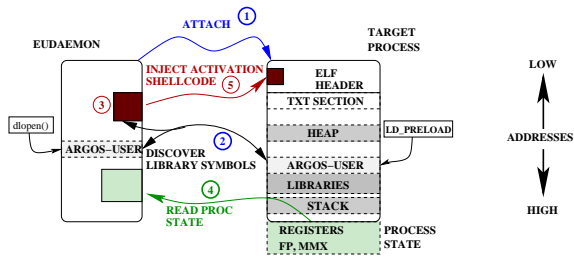 ATTACH 1
TARGET
PROCESS
EUDAEMON
LOW
INJECT ACTIVATION
SHELLCODE 5
ELF
HEADER
3
TXT SECTION
dlopen()
HEAP
LD_PRELOAD
ADDRESSES
2
ARGOS−USER
DISCOVER
LIBRARY SYMBOLS
ARGOS−USER
LIBRARIES
4
READ PROC
STATE
STACK
HIGH
REGISTERS
FP, MMX
PROCESS
STATE